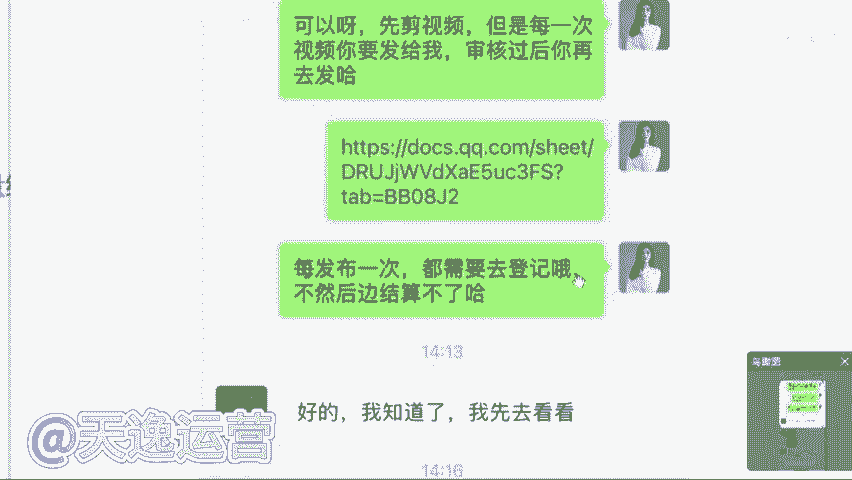 可以呀，先剪视频，但是每一次
视频你要发给我，审核过后你再
去发哈
https://docs.qq.com/sheet/
DRUJjWVdXaE5uc3FS?
tab=BB08J2
每发布一次，都需要去登记哦，
不然后边结算不了哈
14:13
好的，我知道了，我先去看看
@天逸运营
14:16